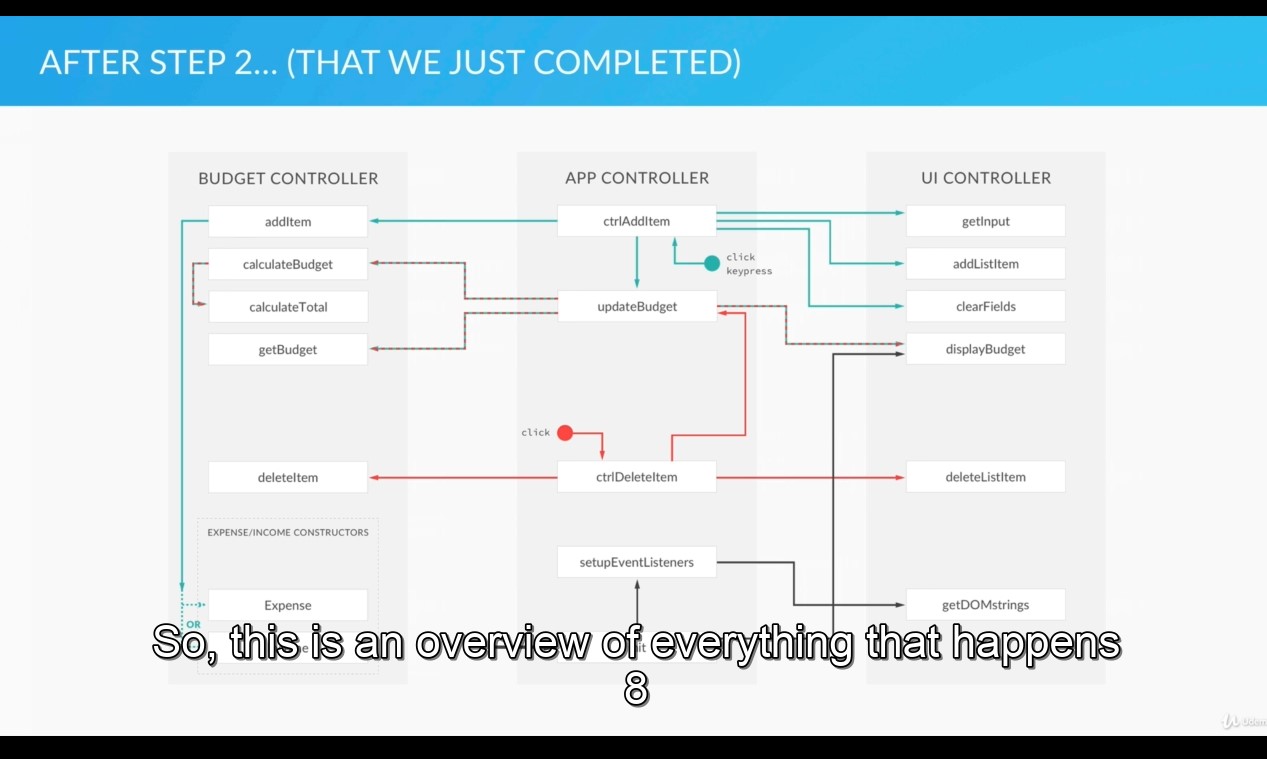 AFTER STEP 2... (THAT WE JUST COMPLETED)
BUDGET CONTROLLER
addItem
calculateBudget
calculateTotal
getBudget
deleteItem
EXPENSE/INCOME CONSTRUCTORS
Expense
OR
APP CONTROLLER
ctrlAddItem
click
keypress
updateBudget
click
ctrlDeleteItem
setupEventListeners
UI CONTROLLER
getInput
addListItem
clearFields
displayBudget
deleteListItem
getDOMstrings
So, this is an overview of everything that happens
8